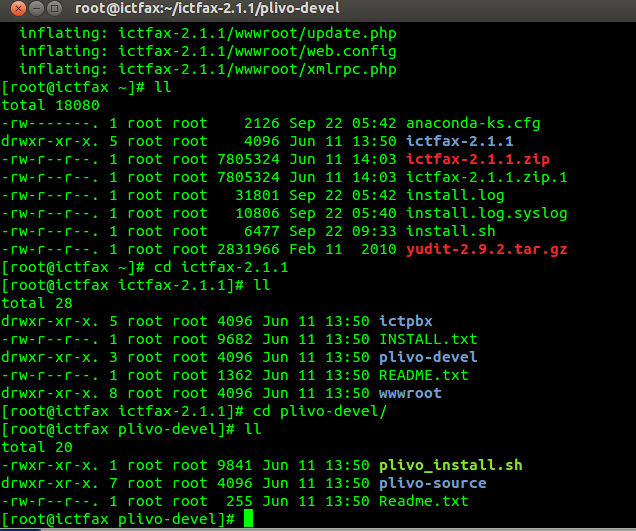 root@ictfax:~/ictfax-2.1.1/plivo-devel
  inflating: ictfax-2.1.1/wwwroot/update.php
  inflating: ictfax-2.1.1/wwwroot/web.config
  inflating: ictfax-2.1.1/wwwroot/xmlrpc.php
[root@ictfax ~]# ll
total 18080
-rw-------. 1 root root    2126 Sep 22 05:42 anaconda-ks.cfg
drwxr-xr-x. 5 root root    4096 Jun 11 13:50 ictfax-2.1.1
-rw-r--r--. 1 root root 7805324 Jun 11 14:03 ictfax-2.1.1.zip
-rw-r--r--. 1 root root 7805324 Jun 11 14:03 ictfax-2.1.1.zip.1
-rw-r--r--. 1 root root   31801 Sep 22 05:42 install.log
-rw-r--r--. 1 root root   10806 Sep 22 05:40 install.log.syslog
-rw-r--r--. 1 root root    6477 Sep 22 09:33 install.sh
-rw-r--r--. 1 root root 2831966 Feb 11  2010 yudit-2.9.2.tar.gz
[root@ictfax ~]# cd ictfax-2.1.1
[root@ictfax ictfax-2.1.1]# ll
total 28
drwxr-xr-x. 5 root root 4096 Jun 11 13:50 ictpbx
-rw-r--r--. 1 root root 9682 Jun 11 13:50 INSTALL.txt
drwxr-xr-x. 3 root root 4096 Jun 11 13:50 plivo-devel
-rw-r--r--. 1 root root 1362 Jun 11 13:50 README.txt
drwxr-xr-x. 8 root root 4096 Jun 11 13:50 wwwroot
[root@ictfax ictfax-2.1.1]# cd plivo-devel/
[root@ictfax plivo-devel]# ll
total 20
-rwxr-xr-x. 1 root root 9841 Jun 11 13:50 plivo_install.sh
drwxr-xr-x. 7 root root 4096 Jun 11 13:50 plivo-source
-rw-r--r--. 1 root root  255 Jun 11 13:50 Readme.txt
[root@ictfax plivo-devel]#